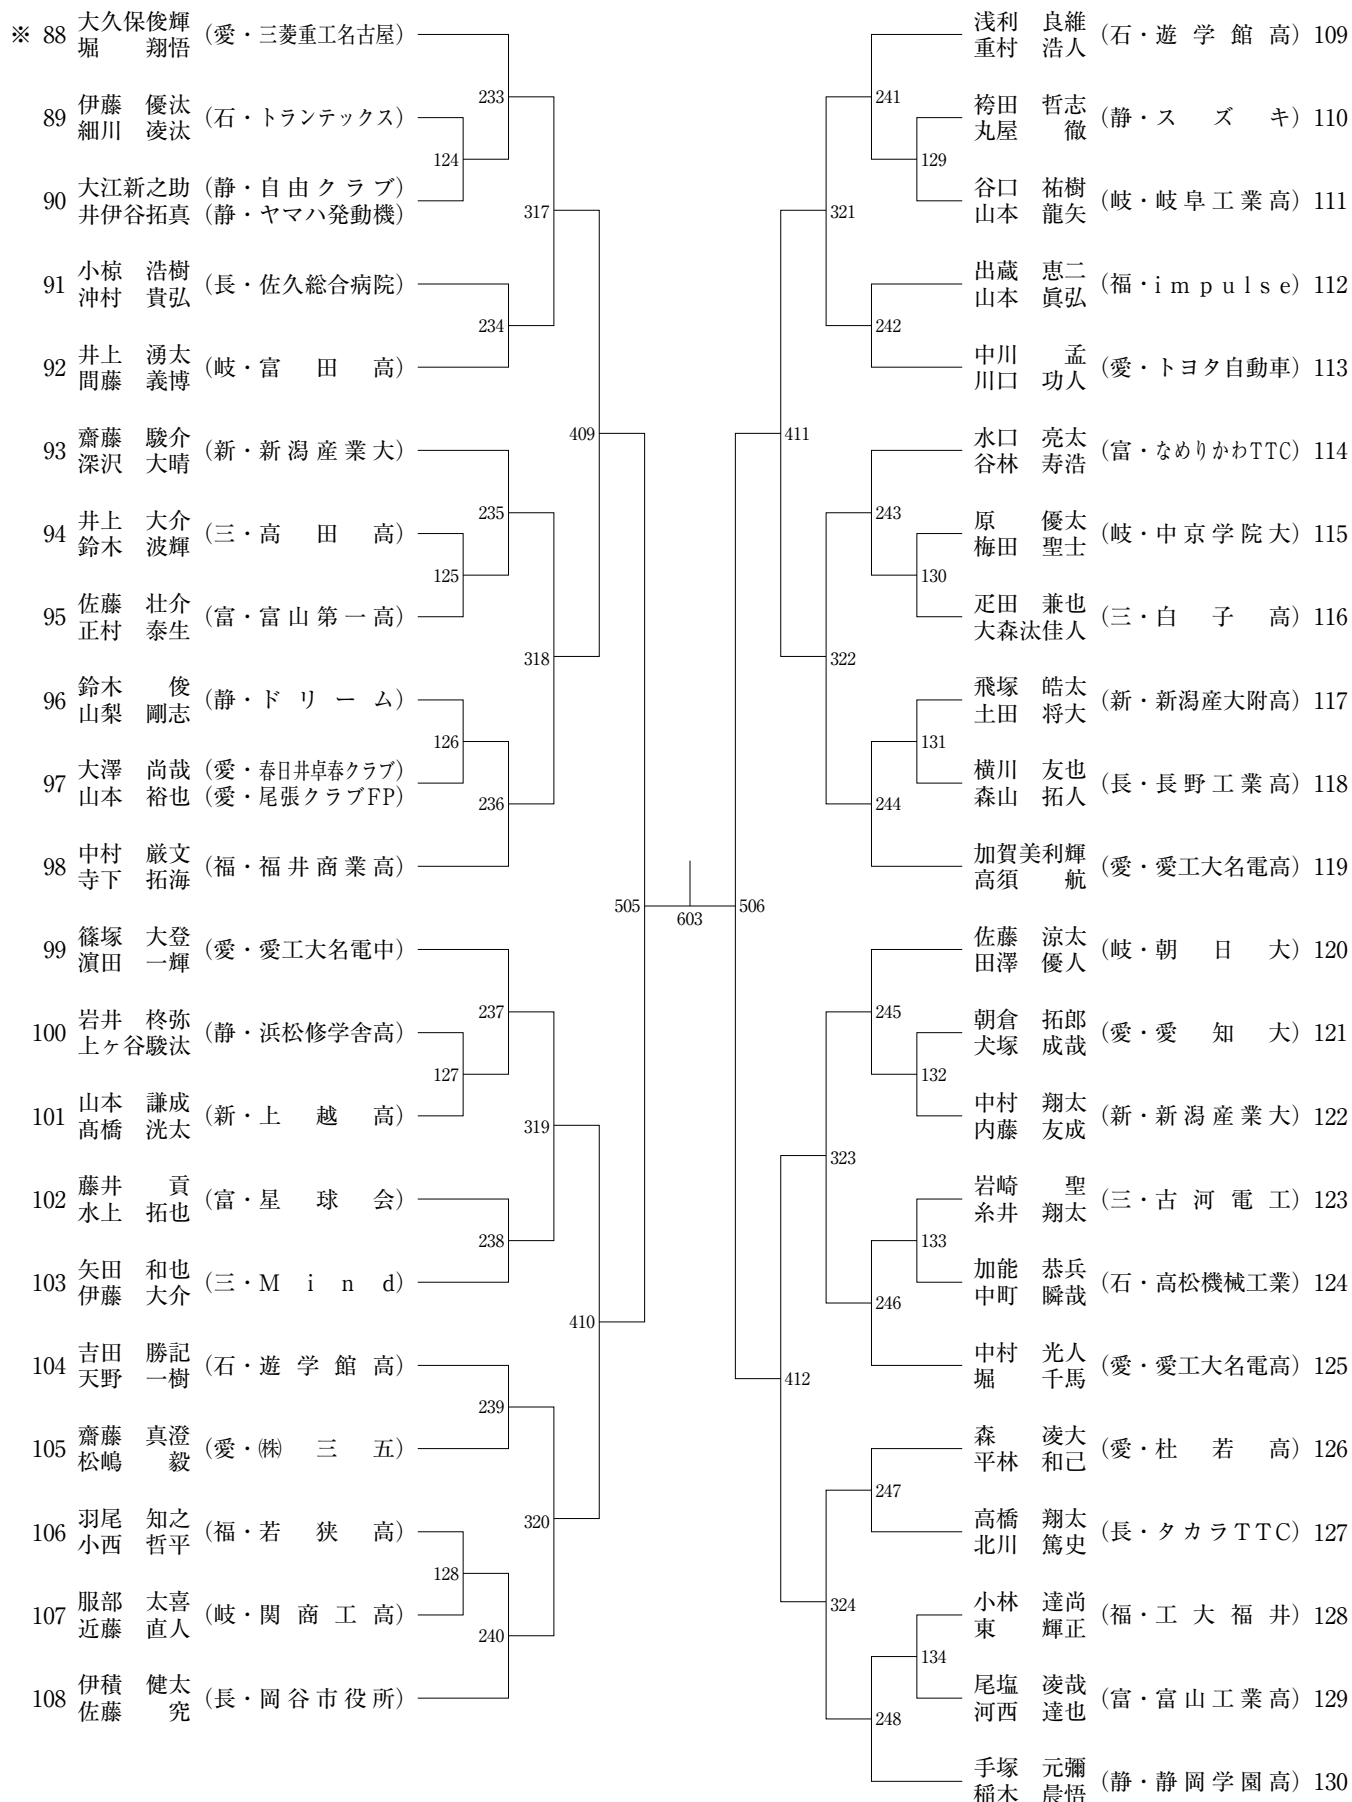 ※ 88 大久保俊輝 (愛・三菱重工名古屋)
堀 翔悟
89 伊藤 優汰 (石・トランテックス)
細川 凌汰
90 大江新之助 (静・自由クラブ)
井伊谷拓真 (静・ヤマハ発動機)
91 小椋 浩樹 (長・佐久総合病院)
沖村 貴弘
92 井上 湧太 (岐・富田高)
間藤 義博
93 齋藤 駿介 (新・新潟産業大)
深沢 大晴
94 井上 大介 (三・高田高)
鈴木 波輝
95 佐藤 壮介 (富・富山第一高)
正村 泰生
96 鈴木 俊 (静・ドリーム)
山梨 剛志
97 大澤 尚哉 (愛・春日井卓春クラブ)
山本 裕也 (愛・尾張クラブFP)
98 中村 厳文 (福・福井商業高)
寺下 拓海
99 篠塚 大登 (愛・愛工大名電中)
濵田 一輝
100 岩井 柊弥 (静・浜松修学舎高)
上ヶ谷駿汰
101 山本 謙成 (新・上越高)
髙橋 洸太
102 藤井 貢 (富・星球会)
水上 拓也
103 矢田 和也 (三・Mind)
伊藤 大介
104 吉田 勝記 (石・遊学館高)
天野 一樹
105 齋藤 真澄 (愛・㈱三五)
松嶋 毅
106 羽尾 知之 (福・若狭高)
小西 哲平
107 服部 太喜 (岐・関商工高)
近藤 直人
108 伊積 健太 (長・岡谷市役所)
佐藤 究
124
125
126
127
128
233
234
235
236
237
238
239
240
317
318
319
320
409
410
505
603
506
411
412
321
322
323
324
241
242
243
244
245
246
247
248
129
130
131
132
133
134
浅利 良維 (石・遊学館高) 109
重村 浩人
袴田 哲志 (静・スズキ) 110
丸屋 徹
谷口 祐樹 (岐・岐阜工業高) 111
山本 龍矢
出蔵 恵二 (福・impulse) 112
山本 眞弘
中川 孟 (愛・トヨタ自動車) 113
川口 功人
水口 亮太 (富・なめりかわTTC) 114
谷林 寿浩
原 優太 (岐・中京学院大) 115
梅田 聖士
疋田 兼也 (三・白子高) 116
大森汰佳人
飛塚 皓太 (新・新潟産大附高) 117
土田 将大
横川 友也 (長・長野工業高) 118
森山 拓人
加賀美利輝 (愛・愛工大名電高) 119
高須 航
佐藤 涼太 (岐・朝日大) 120
田澤 優人
朝倉 拓郎 (愛・愛知大) 121
犬塚 成哉
中村 翔太 (新・新潟産業大) 122
内藤 友成
岩崎 聖 (三・古河電工) 123
糸井 翔太
加能 恭兵 (石・高松機械工業) 124
中町 瞬哉
中村 光人 (愛・愛工大名電高) 125
堀 千馬
森 凌大 (愛・杜若高) 126
平林 和己
高橋 翔太 (長・タカラTTC) 127
北川 篤史
小林 達尚 (福・工大福井) 128
東 輝正
尾塩 凌哉 (富・富山工業高) 129
河西 達也
手塚 元彌 (静・静岡学園高) 130
稲木 晨悟